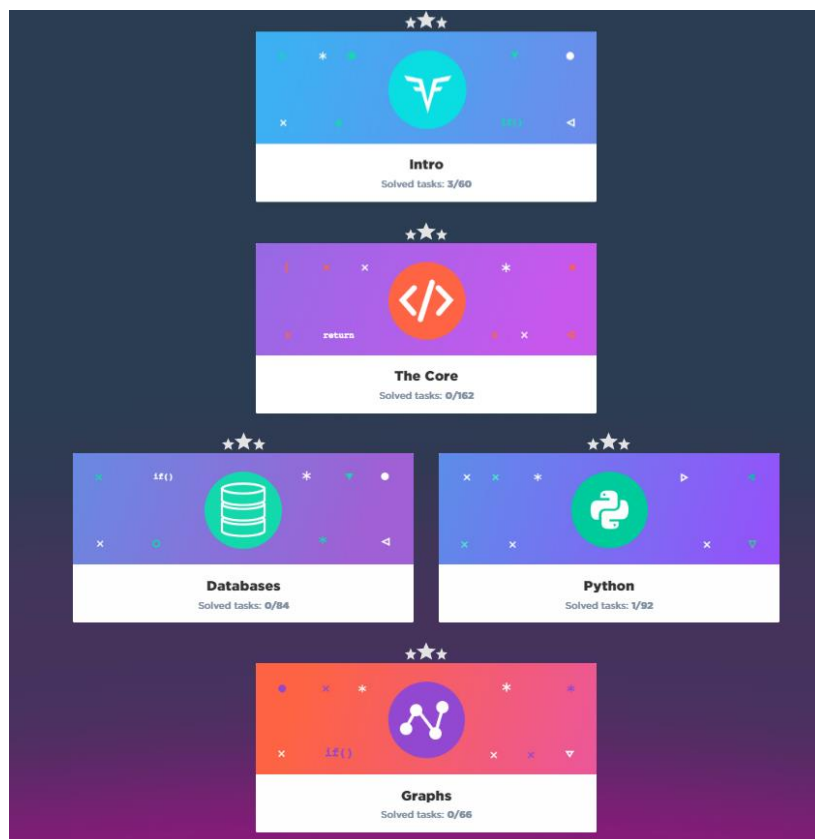 if()
Intro
Solved tasks: 3/60
return
The Core
Solved tasks: 0/162
if()
Databases
Solved tasks: 0/84
Python
Solved tasks: 1/92
if()
Graphs
Solved tasks: 0/66